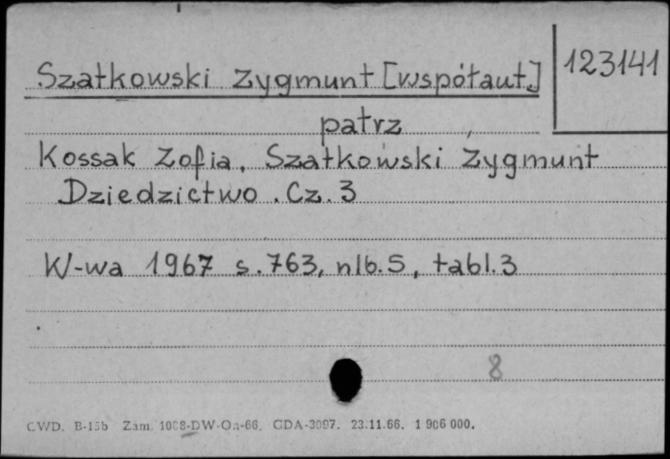 Szatkowski Zygmunt [współaut.] 123141
patrz
Kossak Zofia, Szatkowski Zygmunt
Dziedzictwo. Cz. 3
W-wa 1967 s. 763, nlb. 5, tabl. 3
8
CWD. B-15b Zam. 1008-DW-Oa-66. GDA-3097. 23.11.66. 1 906 000.